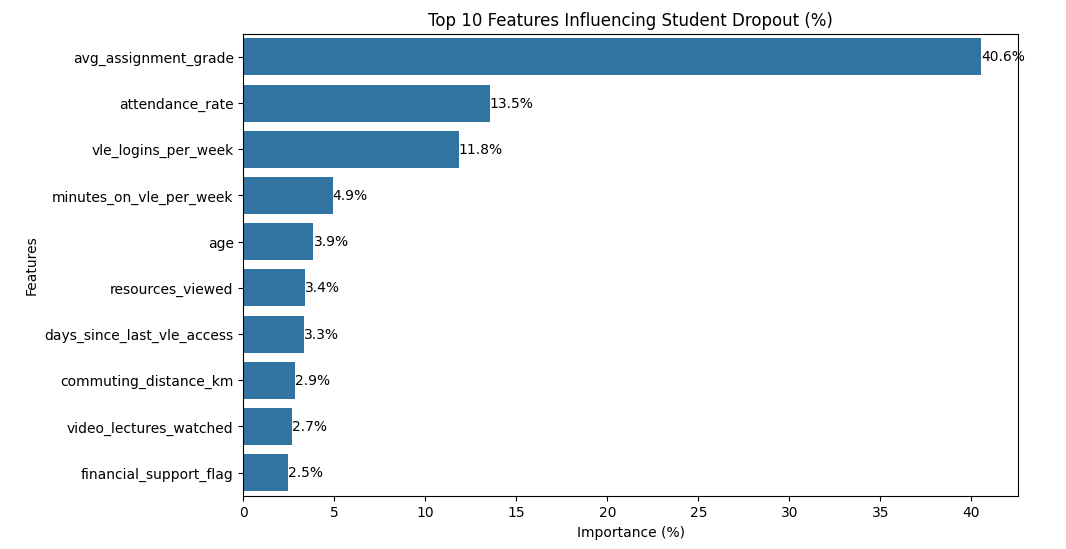 Top 10 Features Influencing Student Dropout (%)
avg_assignment_grade 40.6%
attendance_rate 13.5%
vle_logins_per_week 11.8%
minutes_on_vle_per_week 4.9%
age 3.9%
resources_viewed 3.4%
days_since_last_vle_access 3.3%
commuting_distance_km 2.9%
video_lectures_watched 2.7%
financial_support_flag 2.5%
Features
0 5 10 15 20 25 30 35 40
Importance (%)